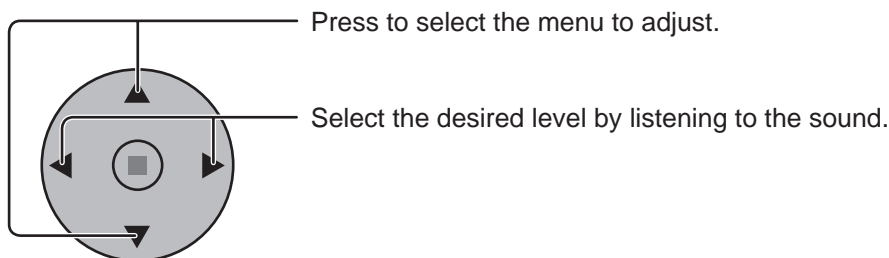 Press to select the menu to adjust.
Select the desired level by listening to the sound.